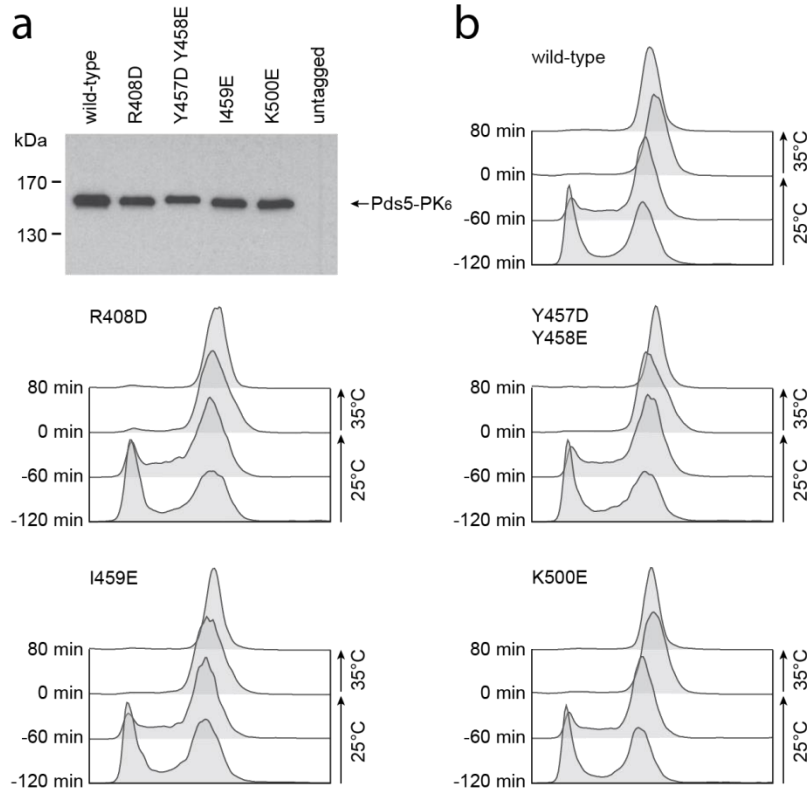 a
wild-type
R408D
Y457D Y458E
I459E
K500E
untagged
kDa
170
130
←Pds5-PK6
b
wild-type
80 min
0 min
-60 min
-120 min
35°C
25°C
R408D
80 min
0 min
-60 min
-120 min
35°C
25°C
Y457D
Y458E
80 min
0 min
-60 min
-120 min
35°C
25°C
I459E
80 min
0 min
-60 min
-120 min
35°C
25°C
K500E
80 min
0 min
-60 min
-120 min
35°C
25°C